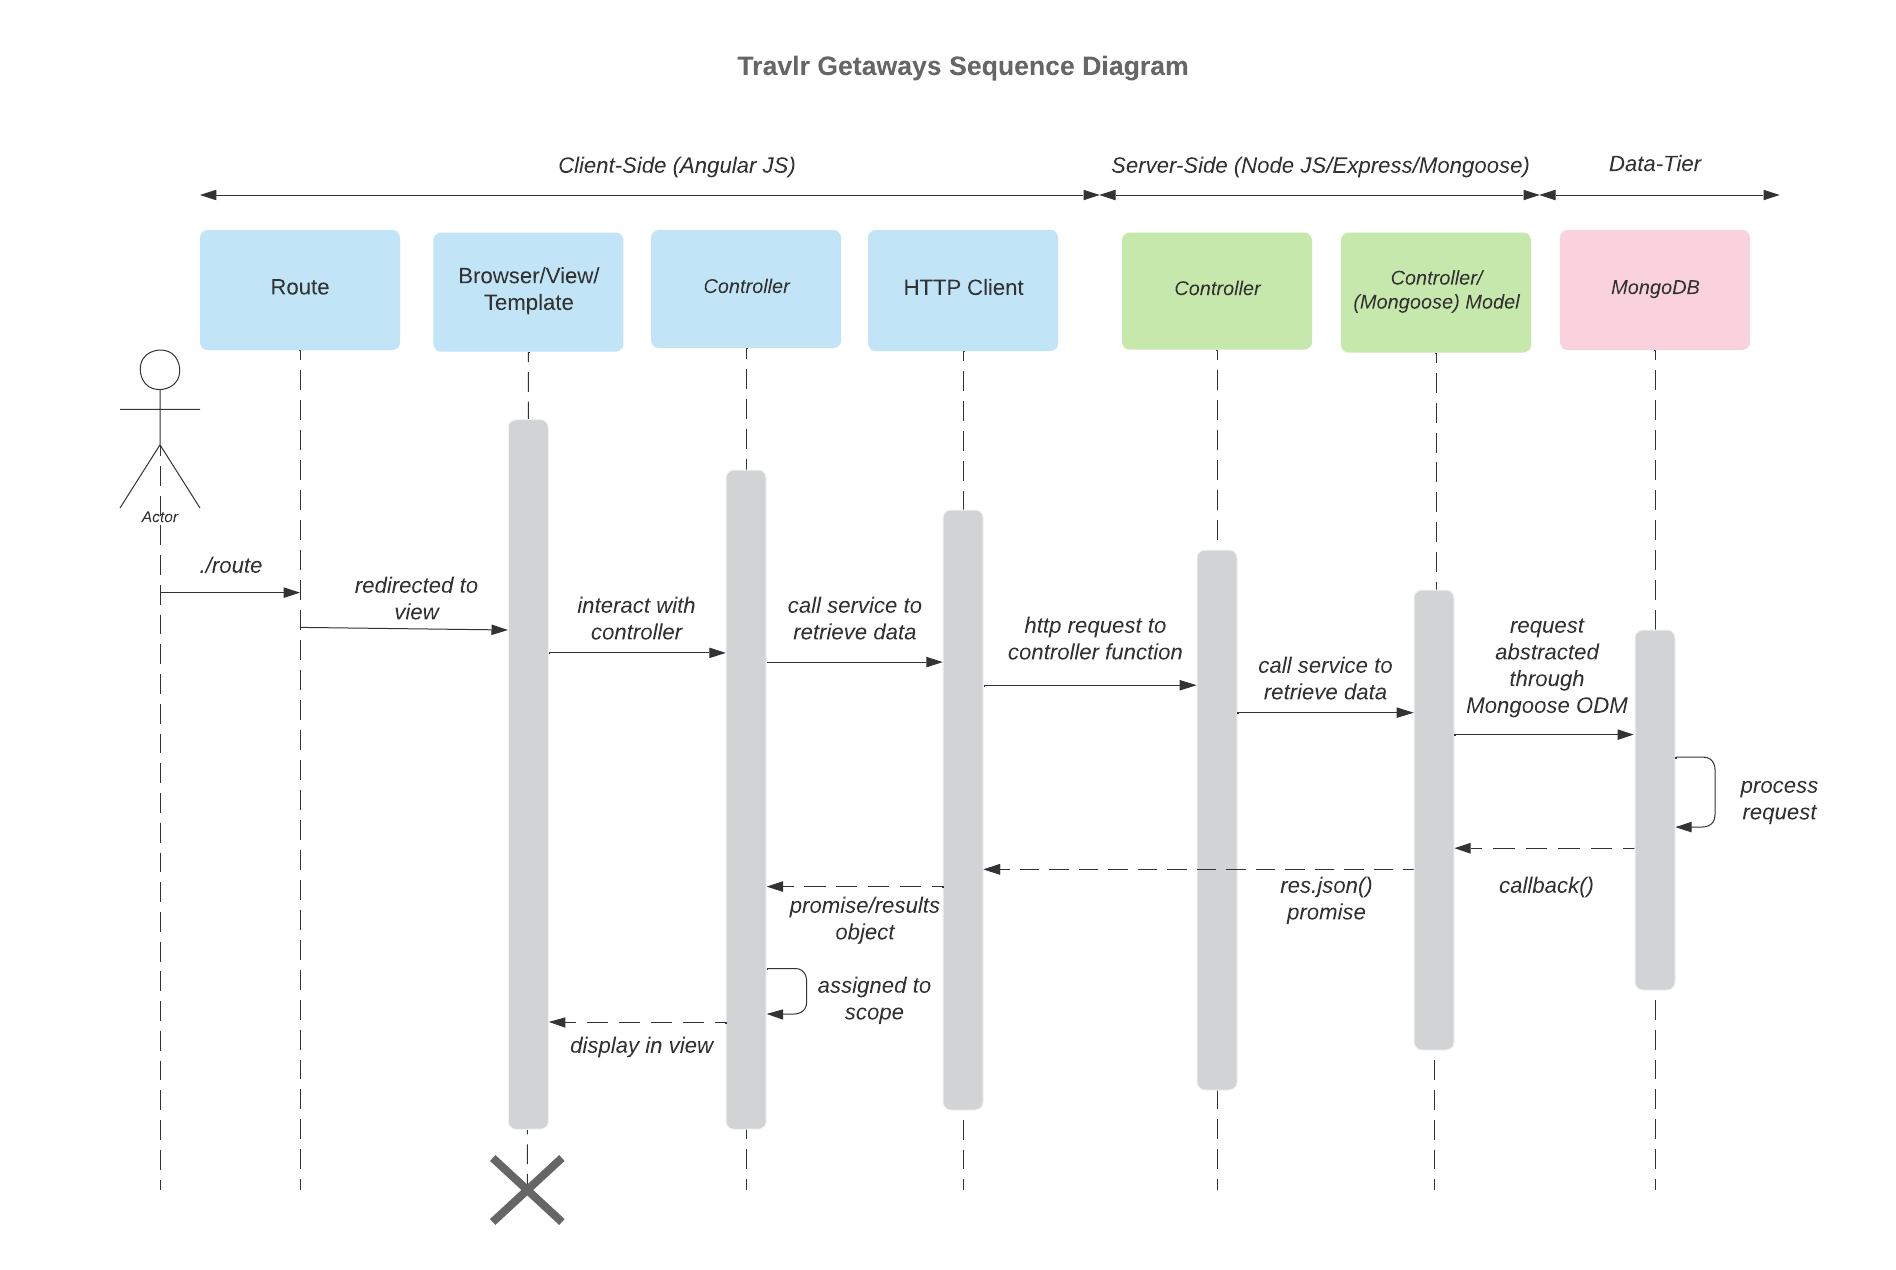 Travlr Getaways Sequence Diagram
Client-Side (Angular JS)
Server-Side (Node JS/Express/Mongoose)
Data-Tier
Route
Browser/View/
Template
Controller
HTTP Client
Controller
Controller/
(Mongoose) Model
MongoDB
Actor
./route
redirected to
view
interact with
controller
call service to
retrieve data
http request to
controller function
call service to
retrieve data
request
abstracted
through
Mongoose ODM
process
request
callback()
res.json()
promise
promise/results
object
assigned to
scope
display in view